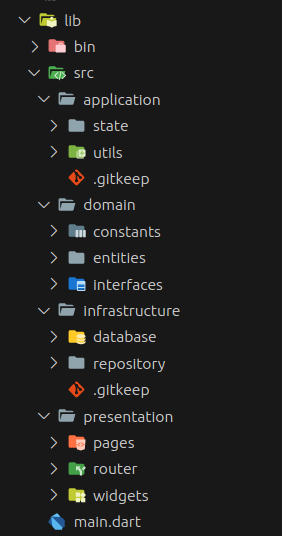 lib
bin
src
application
state
utils
.gitkeep
domain
constants
entities
interfaces
infrastructure
database
repository
.gitkeep
presentation
pages
router
widgets
main.dart